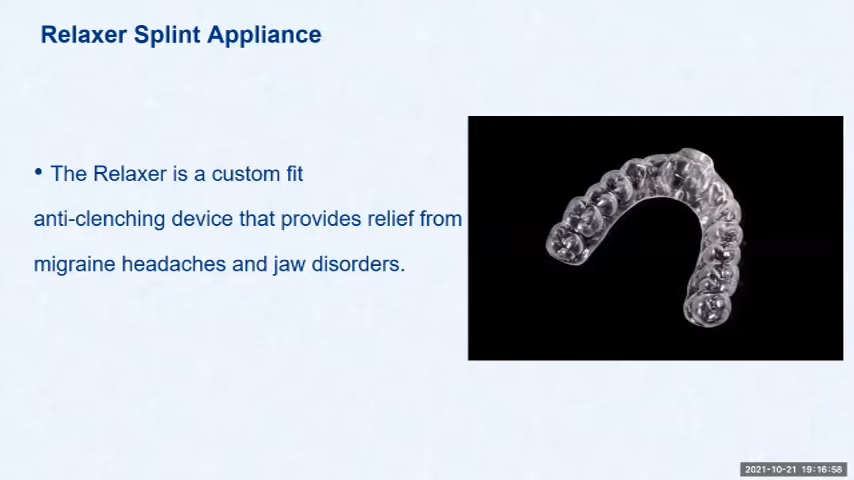 Relaxer Splint Appliance
• The Relaxer is a custom fit
anti-clenching device that provides relief from
migraine headaches and jaw disorders.
2021-10-21 19:16:58